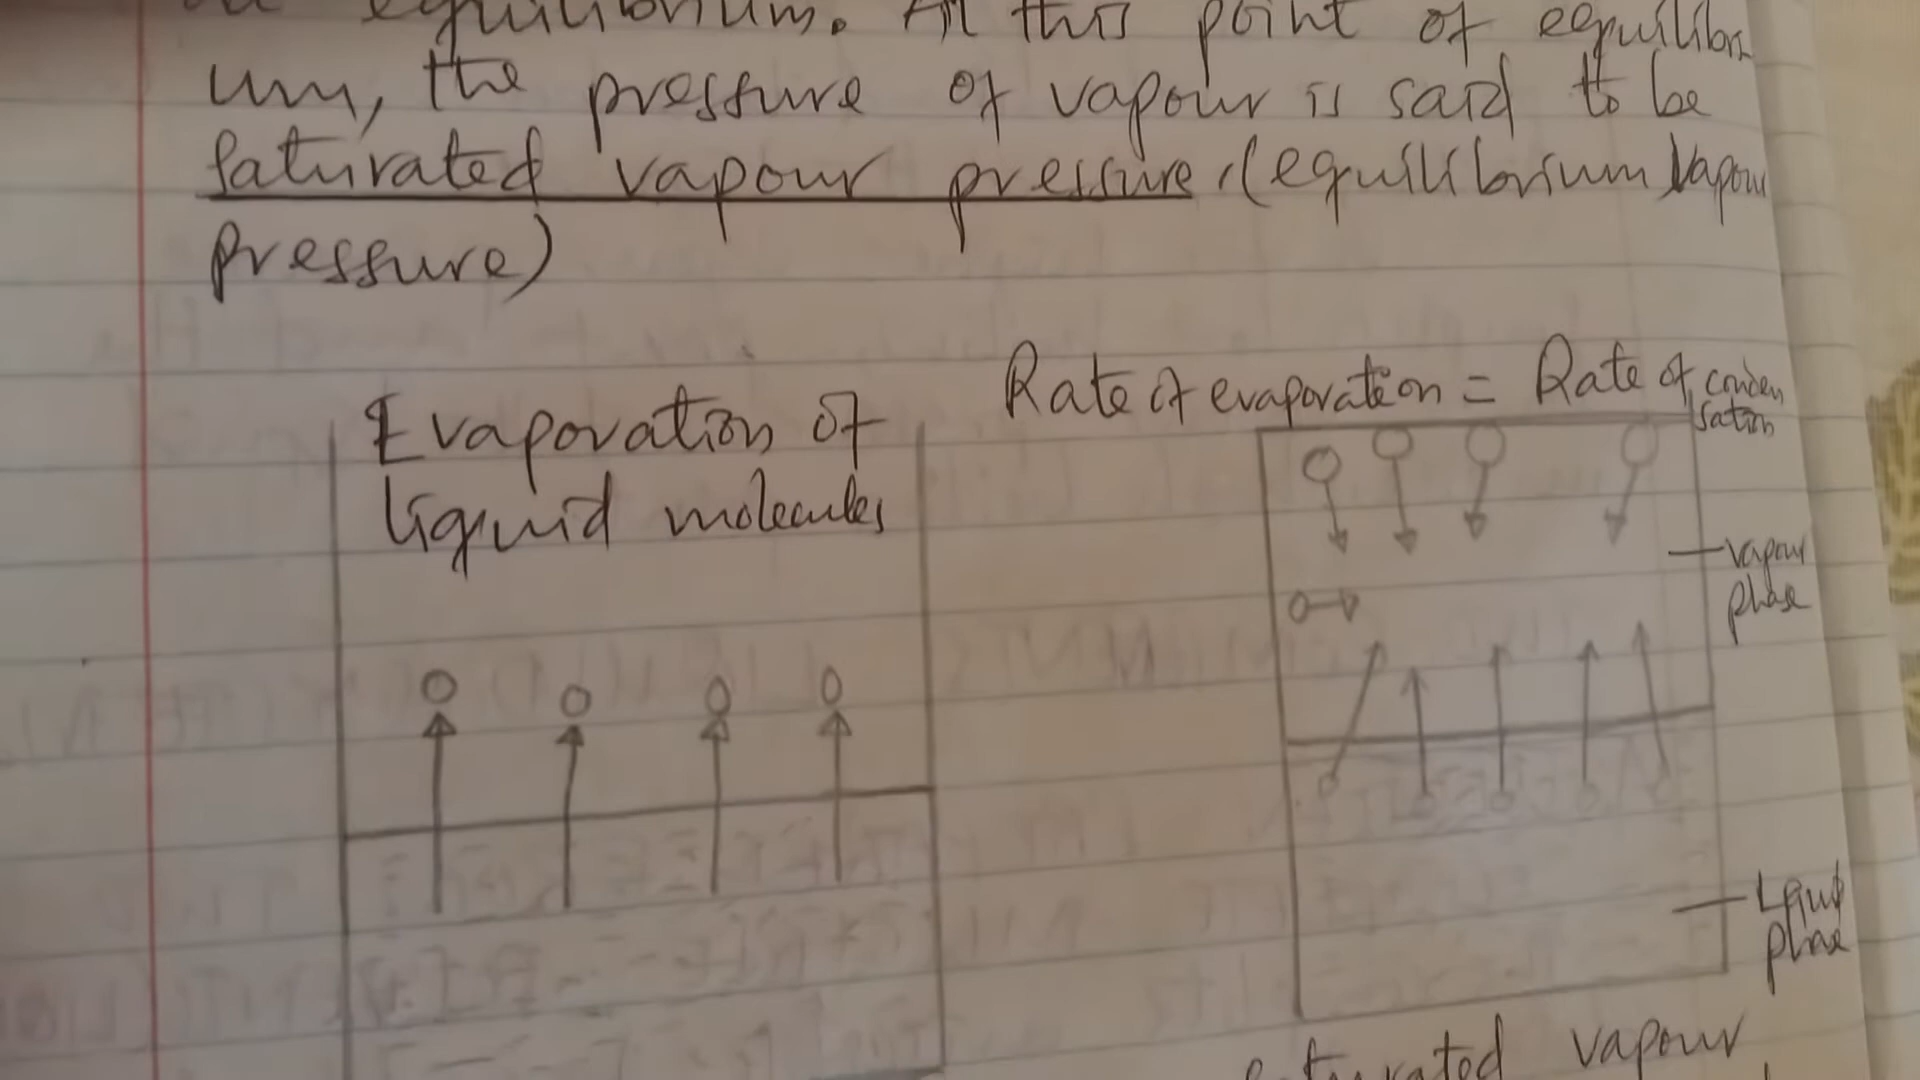 equilibrium. At this point of equilibri
um, the pressure of vapour is said to be
saturated vapour pressure. (equilibrium vapour
pressure)
Evaporation of
liquid molecules
Rate of evaporation = Rate of conden
sation
vapour
phase
Liquid
phase
saturated vapour